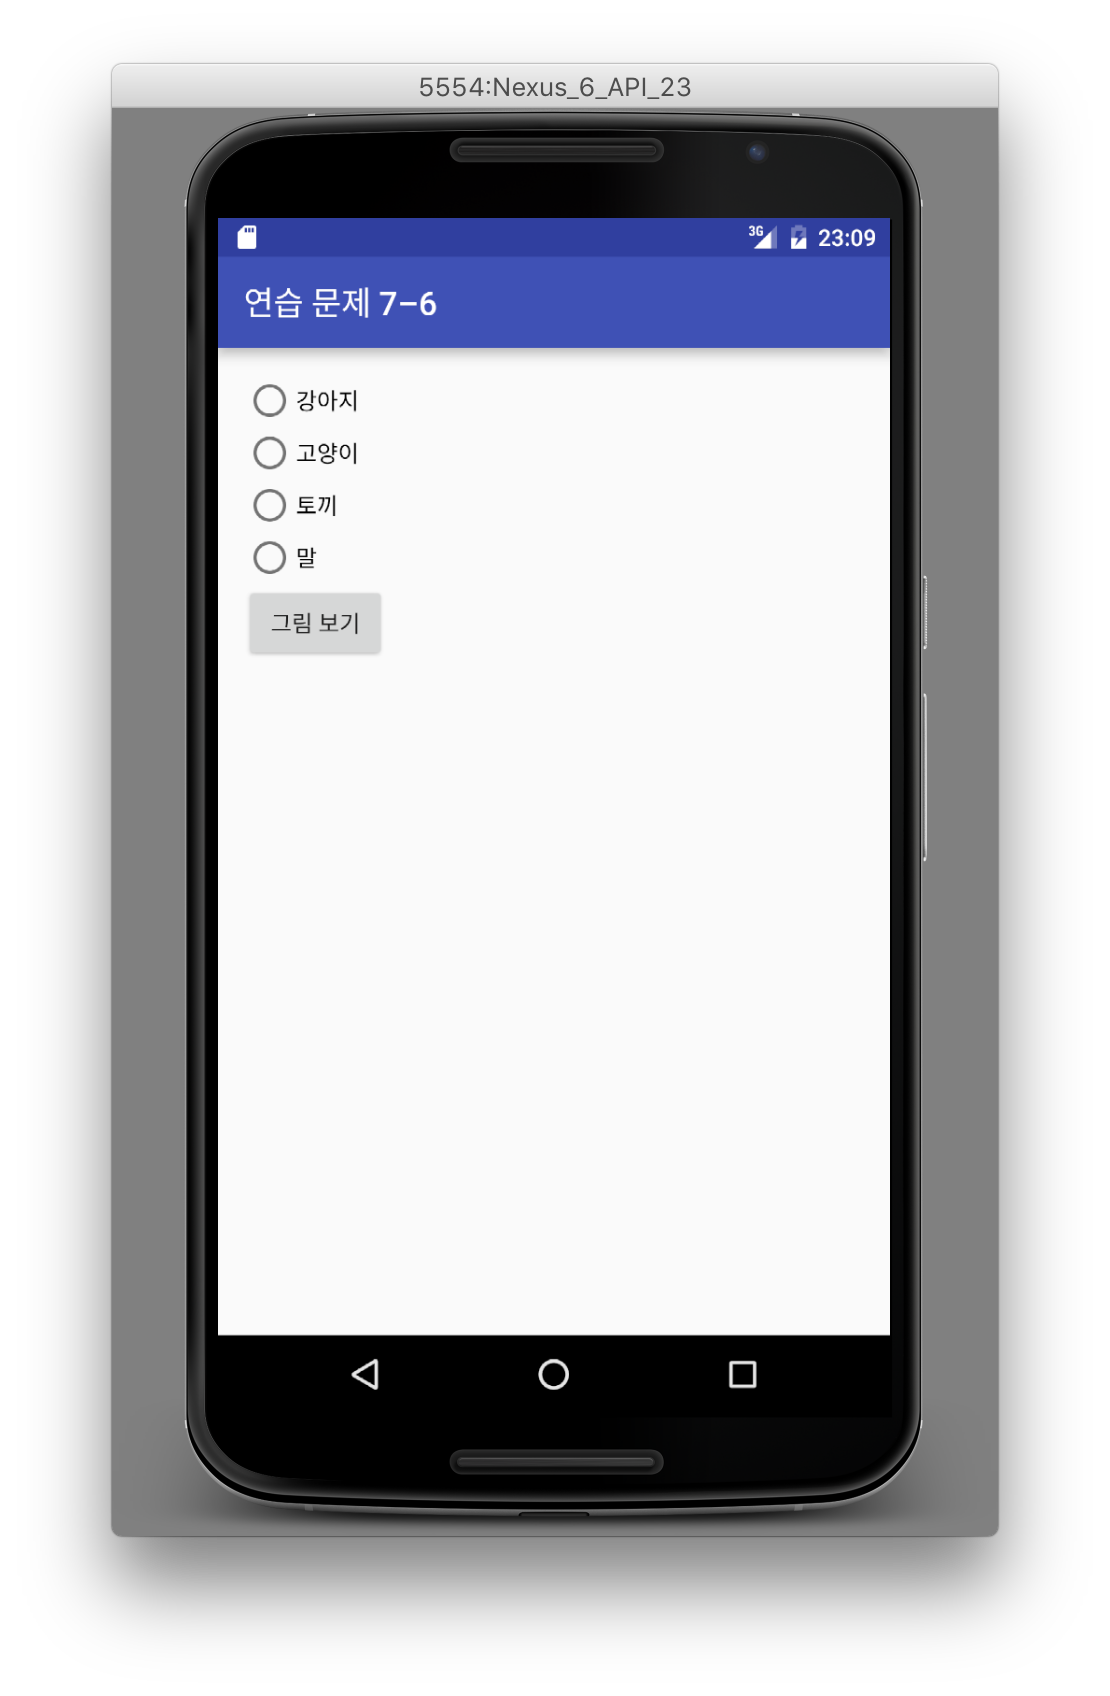 5554:Nexus_6_API_23
3G 23:09
연습 문제 7-6
강아지
고양이
토끼
말
그림 보기